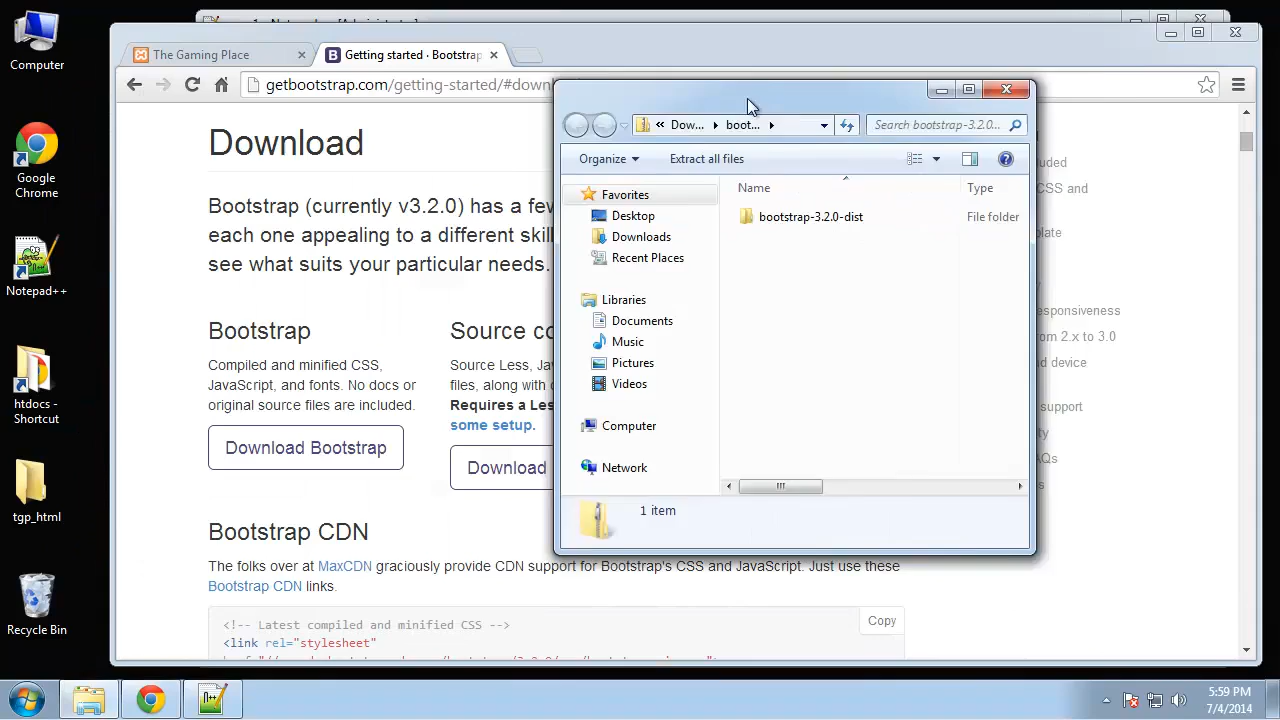 Computer
Google
Chrome
Notepad++
htdocs -
Shortcut
tgp_html
Recycle Bin
The Gaming Place
Getting started · Bootstrap
getbootstrap.com/getting-started/#down
Download
Bootstrap (currently v3.2.0) has a few
each one appealing to a different skill
see what suits your particular needs.
Bootstrap
Compiled and minified CSS,
JavaScript, and fonts. No docs or
original source files are included.
Download Bootstrap
Source co
Source Less, Jav
files, along with o
Requires a Les
some setup.
Download
Bootstrap CDN
The folks over at MaxCDN graciously provide CDN support for Bootstrap's CSS and JavaScript. Just use these
Bootstrap CDN links.
<!-- Latest compiled and minified CSS -->
<link rel="stylesheet"
Copy
« Dow... boot...
Search bootstrap-3.2.0...
Organize
Extract all files
Favorites
Desktop
Downloads
Recent Places
Libraries
Documents
Music
Pictures
Videos
Computer
Network
Name
Type
bootstrap-3.2.0-dist
File folder
1 item
uded
CSS and
plate
esponsiveness
rom 2.x to 3.0
nd device
support
ty
AQs
s
5:59 PM
7/4/2014